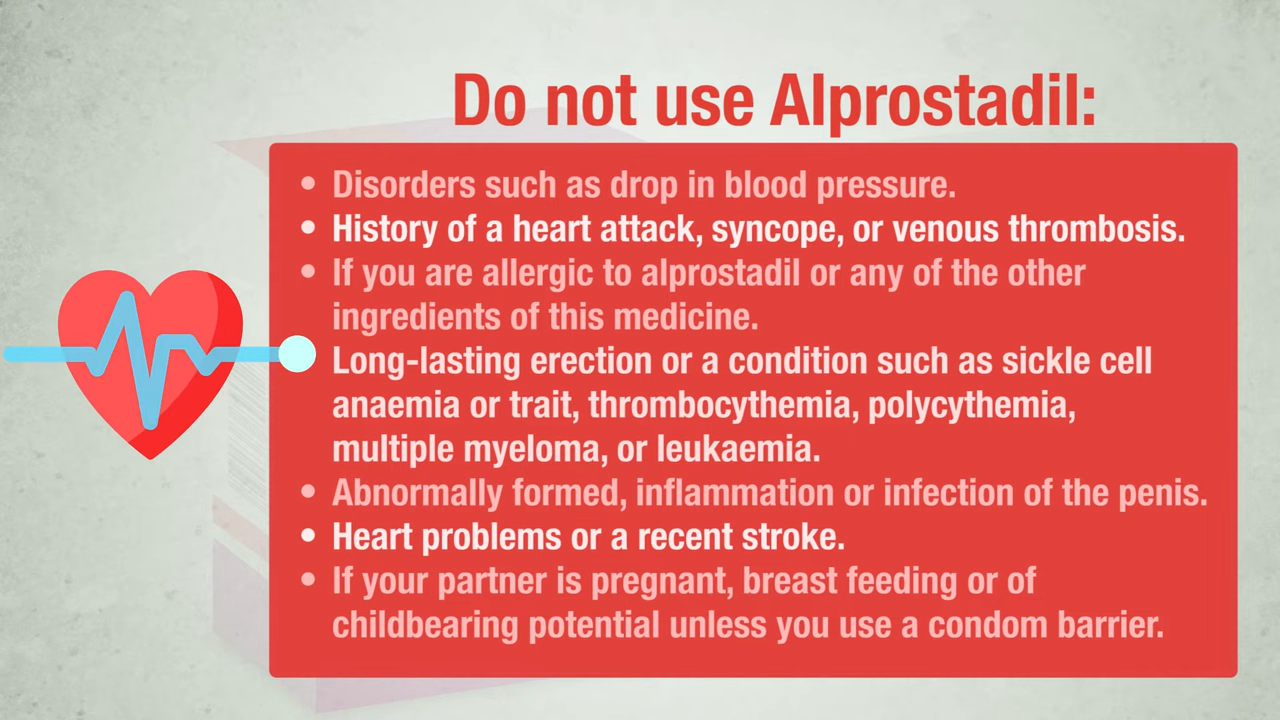 Do not use Alprostadil:
• Disorders such as drop in blood pressure.
• History of a heart attack, syncope, or venous thrombosis.
• If you are allergic to alprostadil or any of the other
ingredients of this medicine.
Long-lasting erection or a condition such as sickle cell
anaemia or trait, thrombocythemia, polycythemia,
multiple myeloma, or leukaemia.
• Abnormally formed, inflammation or infection of the penis.
• Heart problems or a recent stroke.
• If your partner is pregnant, breast feeding or of
childbearing potential unless you use a condom barrier.